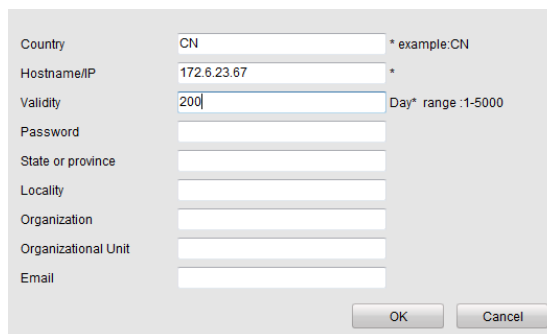 Country CN * example:CN
Hostname/IP 172.6.23.67 *
Validity 200 Day* range :1-5000
Password
State or province
Locality
Organization
Organizational Unit
Email
OK Cancel